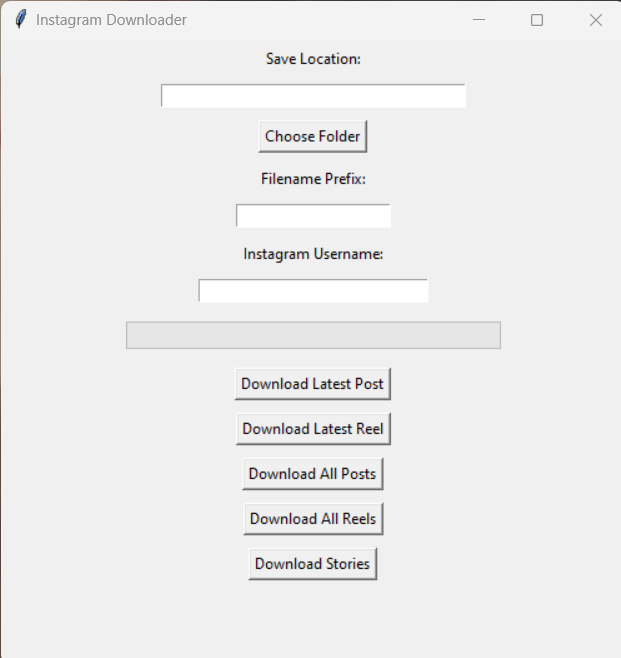 Instagram Downloader
Save Location:
Choose Folder
Filename Prefix:
Instagram Username:
Download Latest Post
Download Latest Reel
Download All Posts
Download All Reels
Download Stories